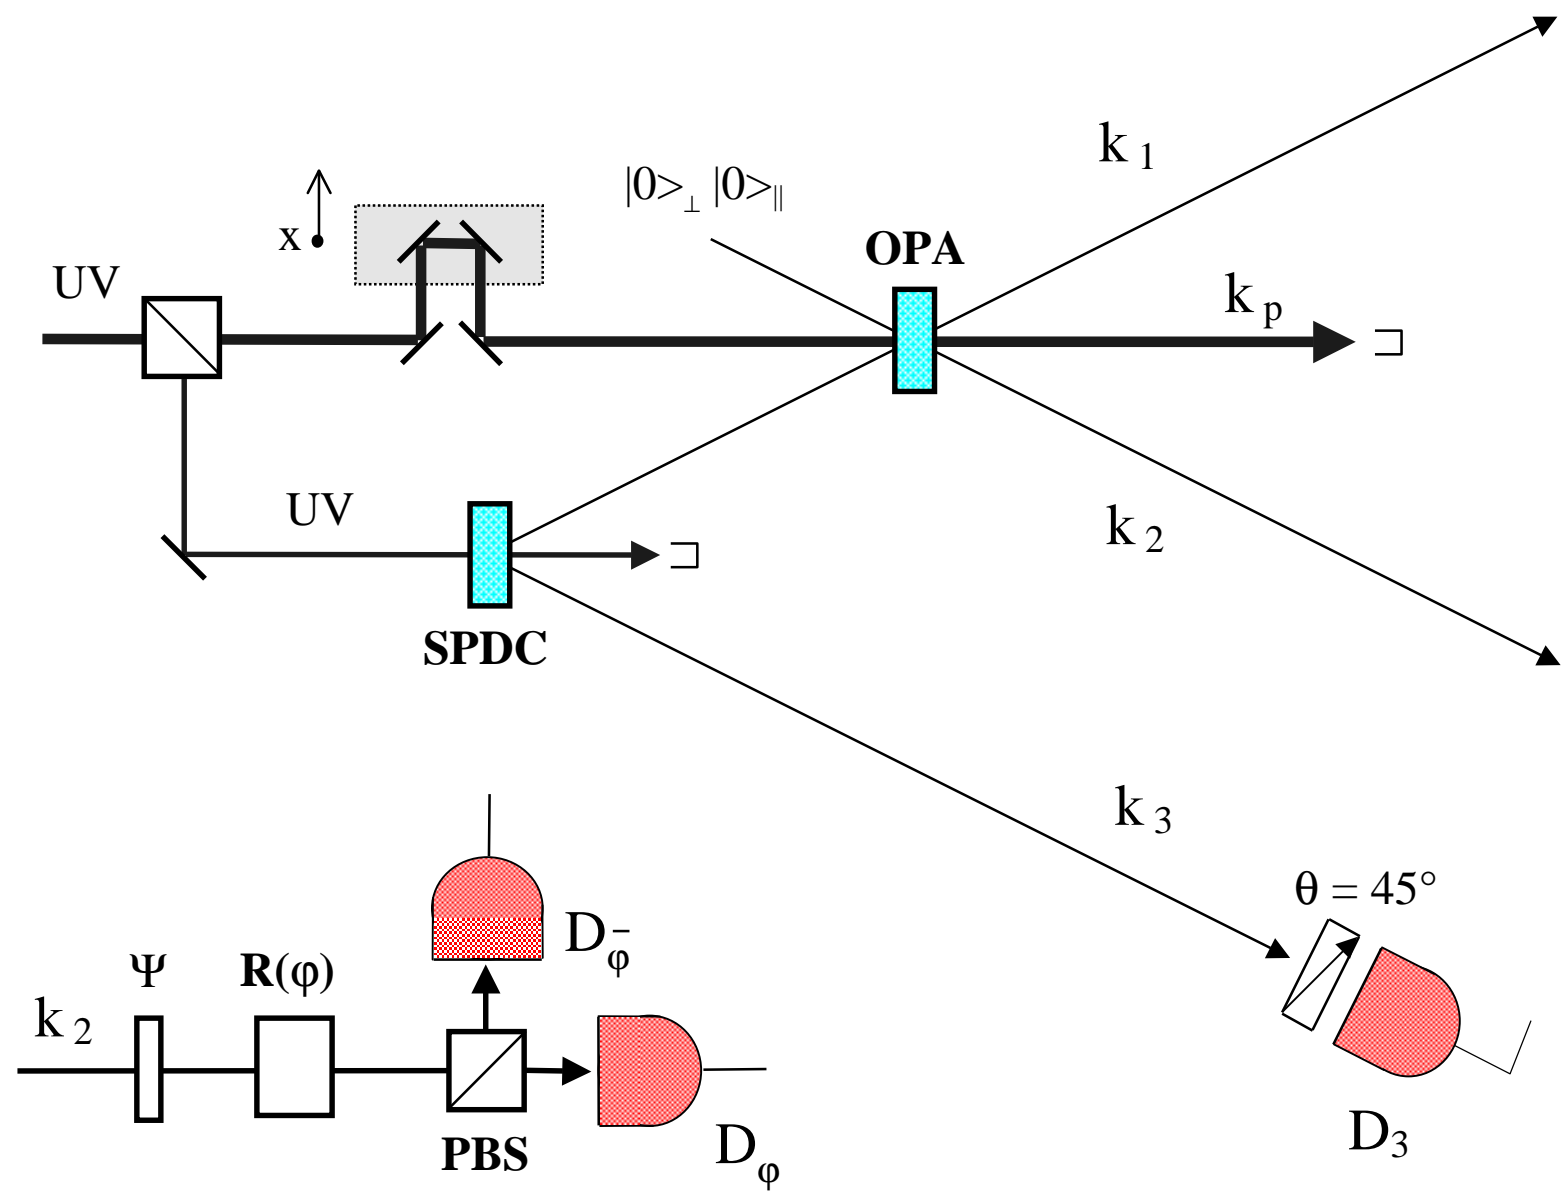 k 1
|0>⊥ |0>||
OPA
x
UV
k p
UV
k 2
SPDC
k 3
θ = 45°
D φ̄
Ψ
R(φ)
k 2
D3
PBS
Dφ